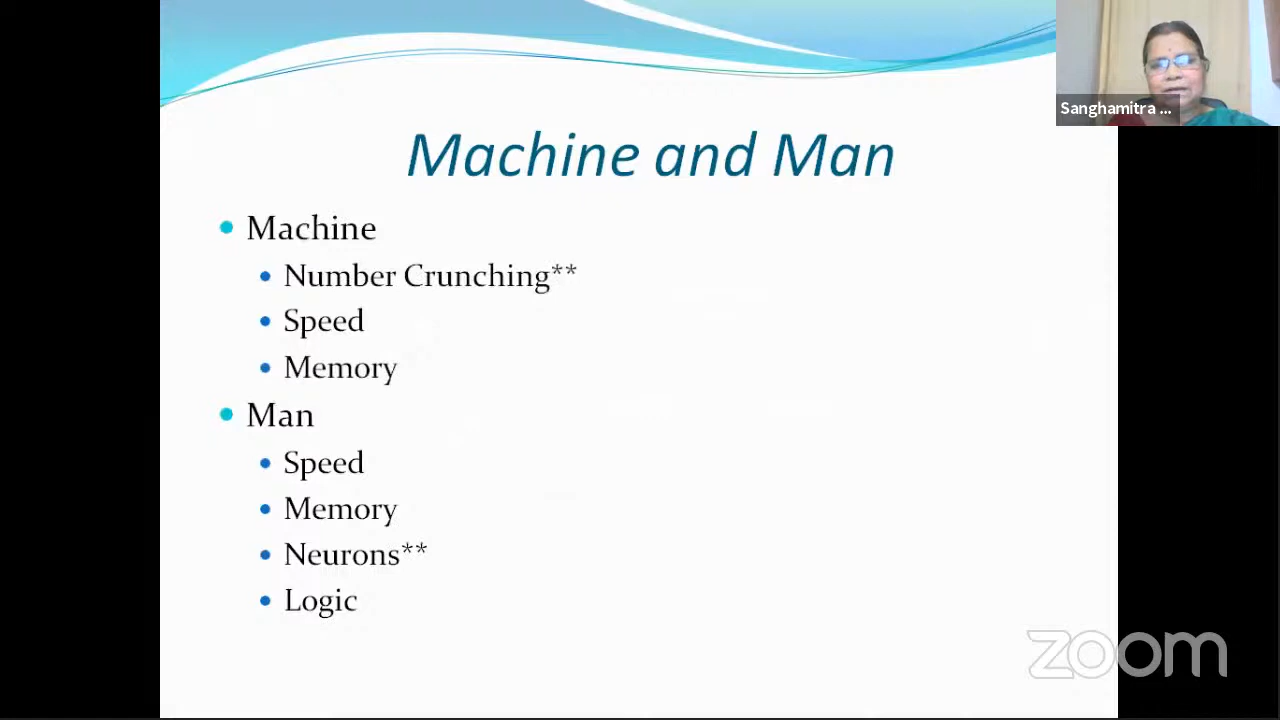 Sanghamitra ...
Machine and Man
Machine
Number Crunching**
Speed
Memory
Man
Speed
Memory
Neurons**
Logic
zoom